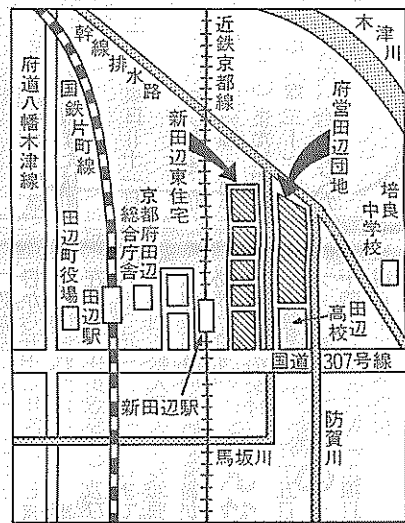 木津川
幹線排水路
近鉄京都線
府営田辺団地
新田辺東住宅
国鉄片町線
府道八幡木津線
培良中学校
京都府田辺総合庁舎
田辺町役場
田辺駅
田辺高校
国道307号線
新田辺駅
馬坂川
防賀川